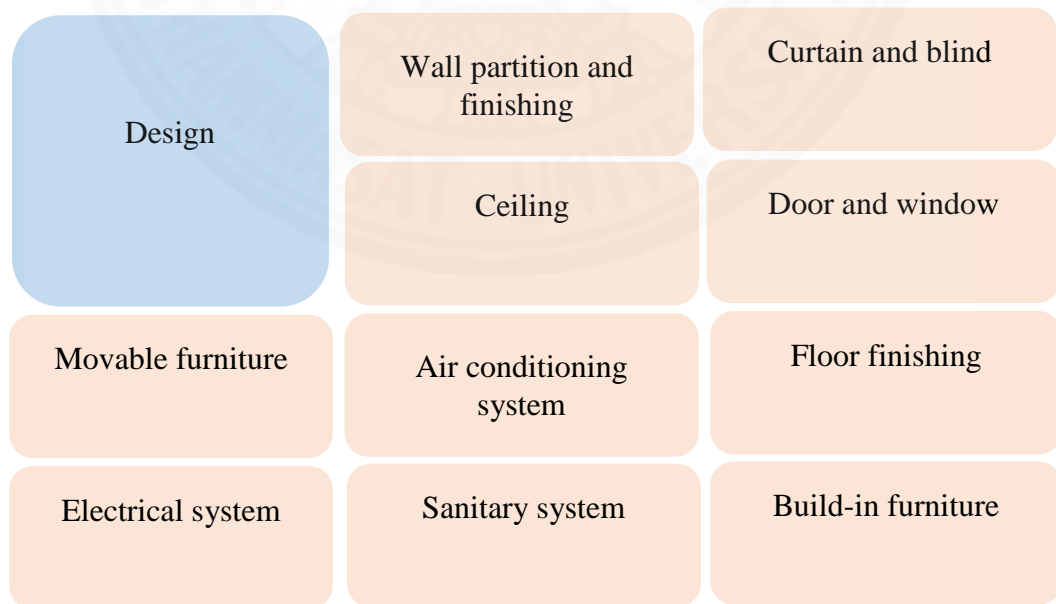 Design
Wall partition and
finishing
Curtain and blind
Ceiling
Door and window
Movable furniture
Air conditioning
system
Floor finishing
Electrical system
Sanitary system
Build-in furniture